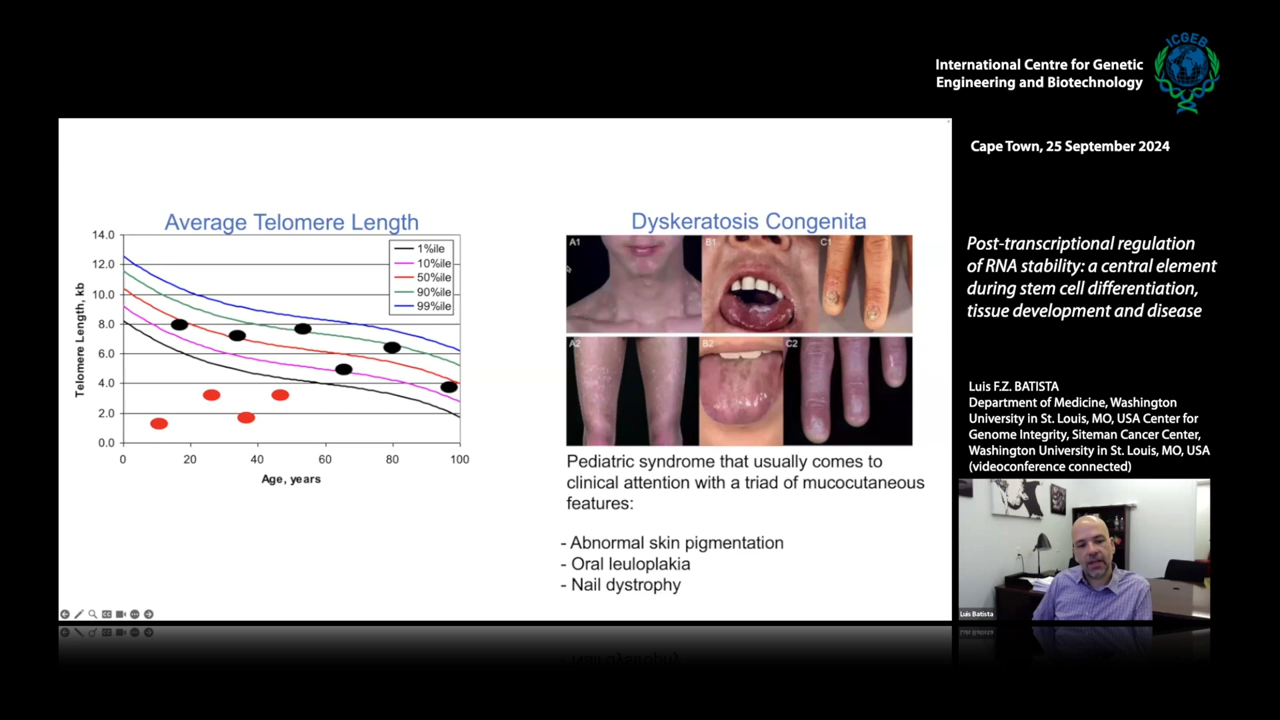 ICGEB
International Centre for Genetic
Engineering and Biotechnology
Cape Town, 25 September 2024
Average Telomere Length
14.0
12.0
10.0
8.0
6.0
4.0
2.0
0.0
Telomere Length, kb
1%ile
10%ile
50%ile
90%ile
99%ile
0
20
40
60
80
100
Age, years
Dyskeratosis Congenita
A1
B1
C1
A2
B2
C2
Pediatric syndrome that usually comes to
clinical attention with a triad of mucocutaneous
features:
- Abnormal skin pigmentation
- Oral leuloplakia
- Nail dystrophy
Post-transcriptional regulation
of RNA stability: a central element
during stem cell differentiation,
tissue development and disease
Luis F.Z. BATISTA
Department of Medicine, Washington
University in St. Louis, MO, USA Center for
Genome Integrity, Siteman Cancer Center,
Washington University in St. Louis, MO, USA
(videoconference connected)
Luis Batista